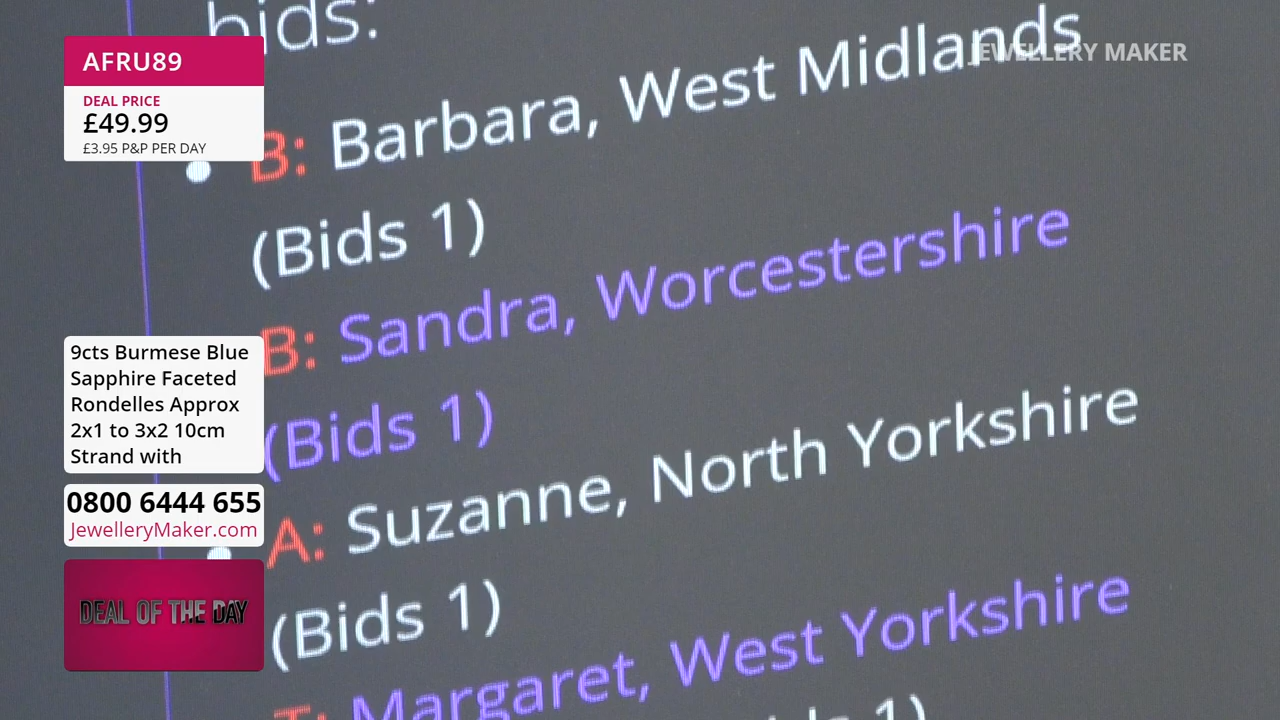 AFRU89
DEAL PRICE
£49.99
£3.95 P&P PER DAY
JEWELLERY MAKER
bids:
B: Barbara, West Midlands
(Bids 1)
B: Sandra, Worcestershire
(Bids 1)
A: Suzanne, North Yorkshire
(Bids 1)
T: Margaret, West Yorkshire
9cts Burmese Blue
Sapphire Faceted
Rondelles Approx
2x1 to 3x2 10cm
Strand with
0800 6444 655
JewelleryMaker.com
DEAL OF THE DAY